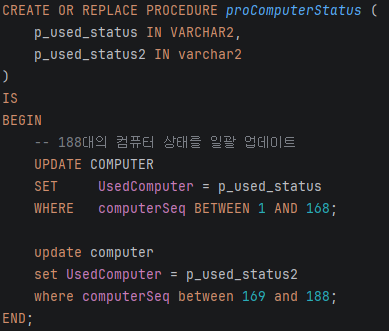 CREATE OR REPLACE PROCEDURE proComputerStatus (
    p_used_status IN VARCHAR2,
    p_used_status2 IN varchar2
)
IS
BEGIN
    -- 188대의 컴퓨터 상태를 일괄 업데이트
    UPDATE COMPUTER
    SET    UsedComputer = p_used_status
    WHERE  computerSeq BETWEEN 1 AND 168;
    update computer
    set UsedComputer = p_used_status2
    where computerSeq between 169 and 188;
END;